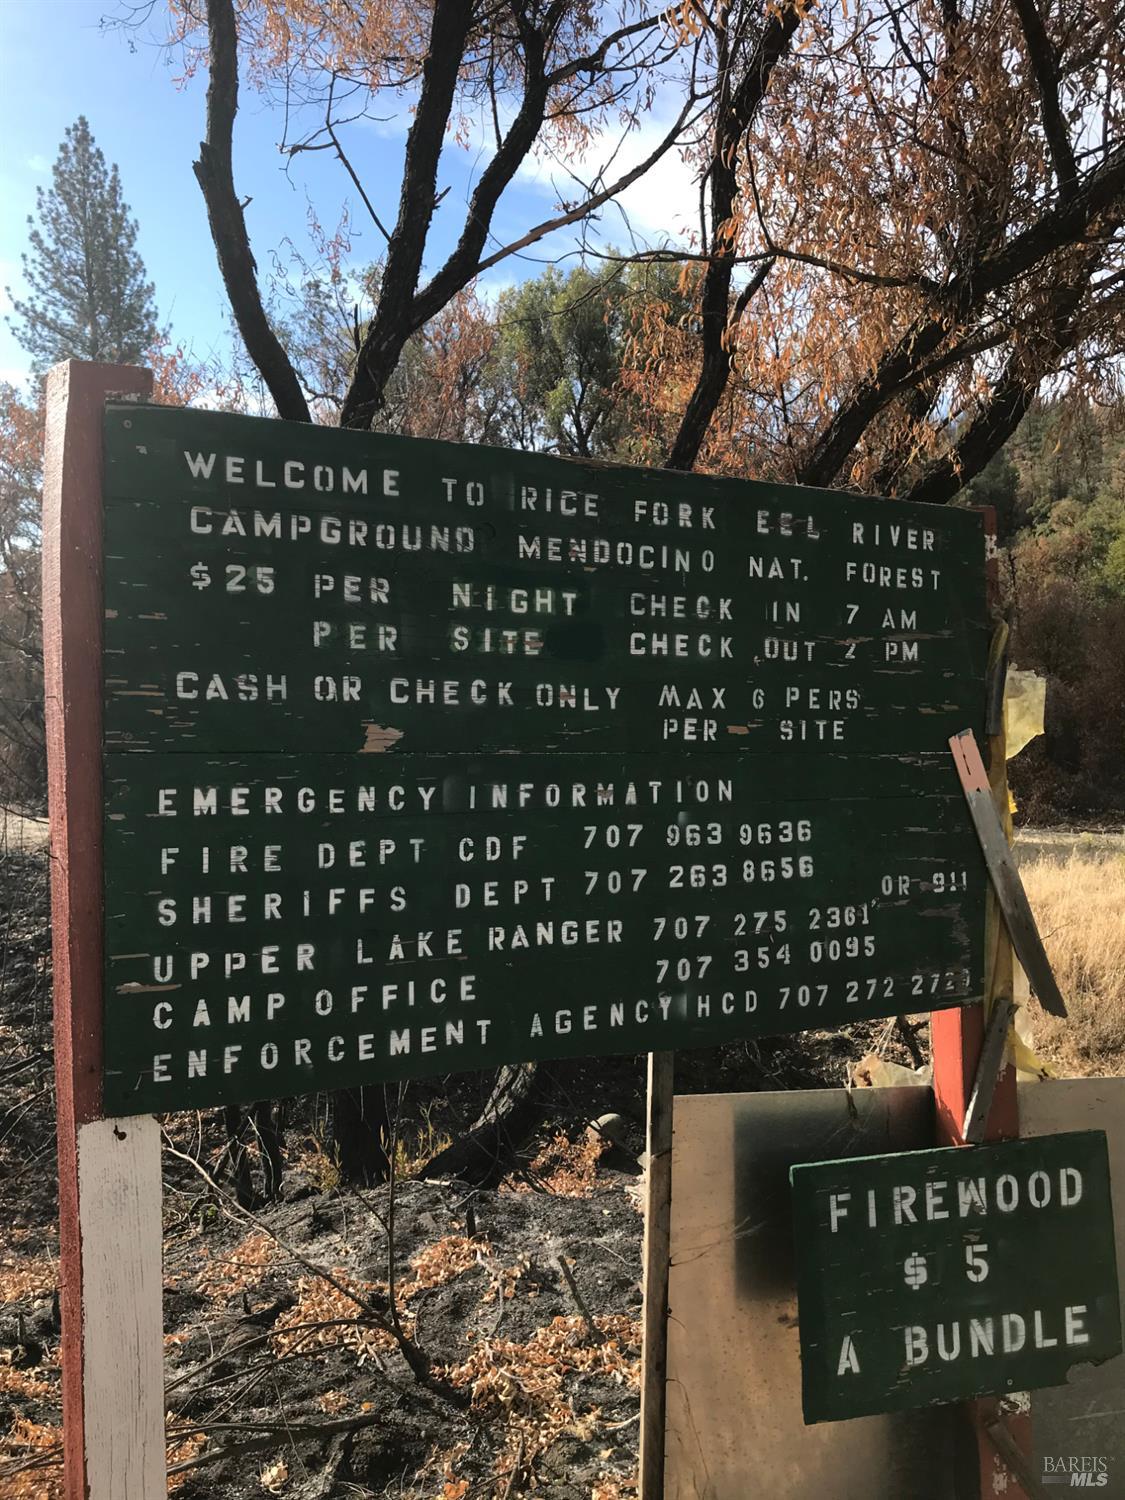 WELCOME TO RICE FORK EEL RIVER
CAMPGROUND MENDOCINO NAT. FOREST
$25 PER NIGHT CHECK IN 7 AM
PER SITE CHECK OUT 2 PM
CASH OR CHECK ONLY MAX 6 PERS
PER SITE
EMERGENCY INFORMATION
FIRE DEPT CDF 707 963 9636
SHERIFFS DEPT 707 263 8656 OR 911
UPPER LAKE RANGER 707 275 2361
CAMP OFFICE 707 354 0095
ENFORCEMENT AGENCY HCD 707 272
FIREWOOD
$ 5
A BUNDLE
BAREIS
MLS